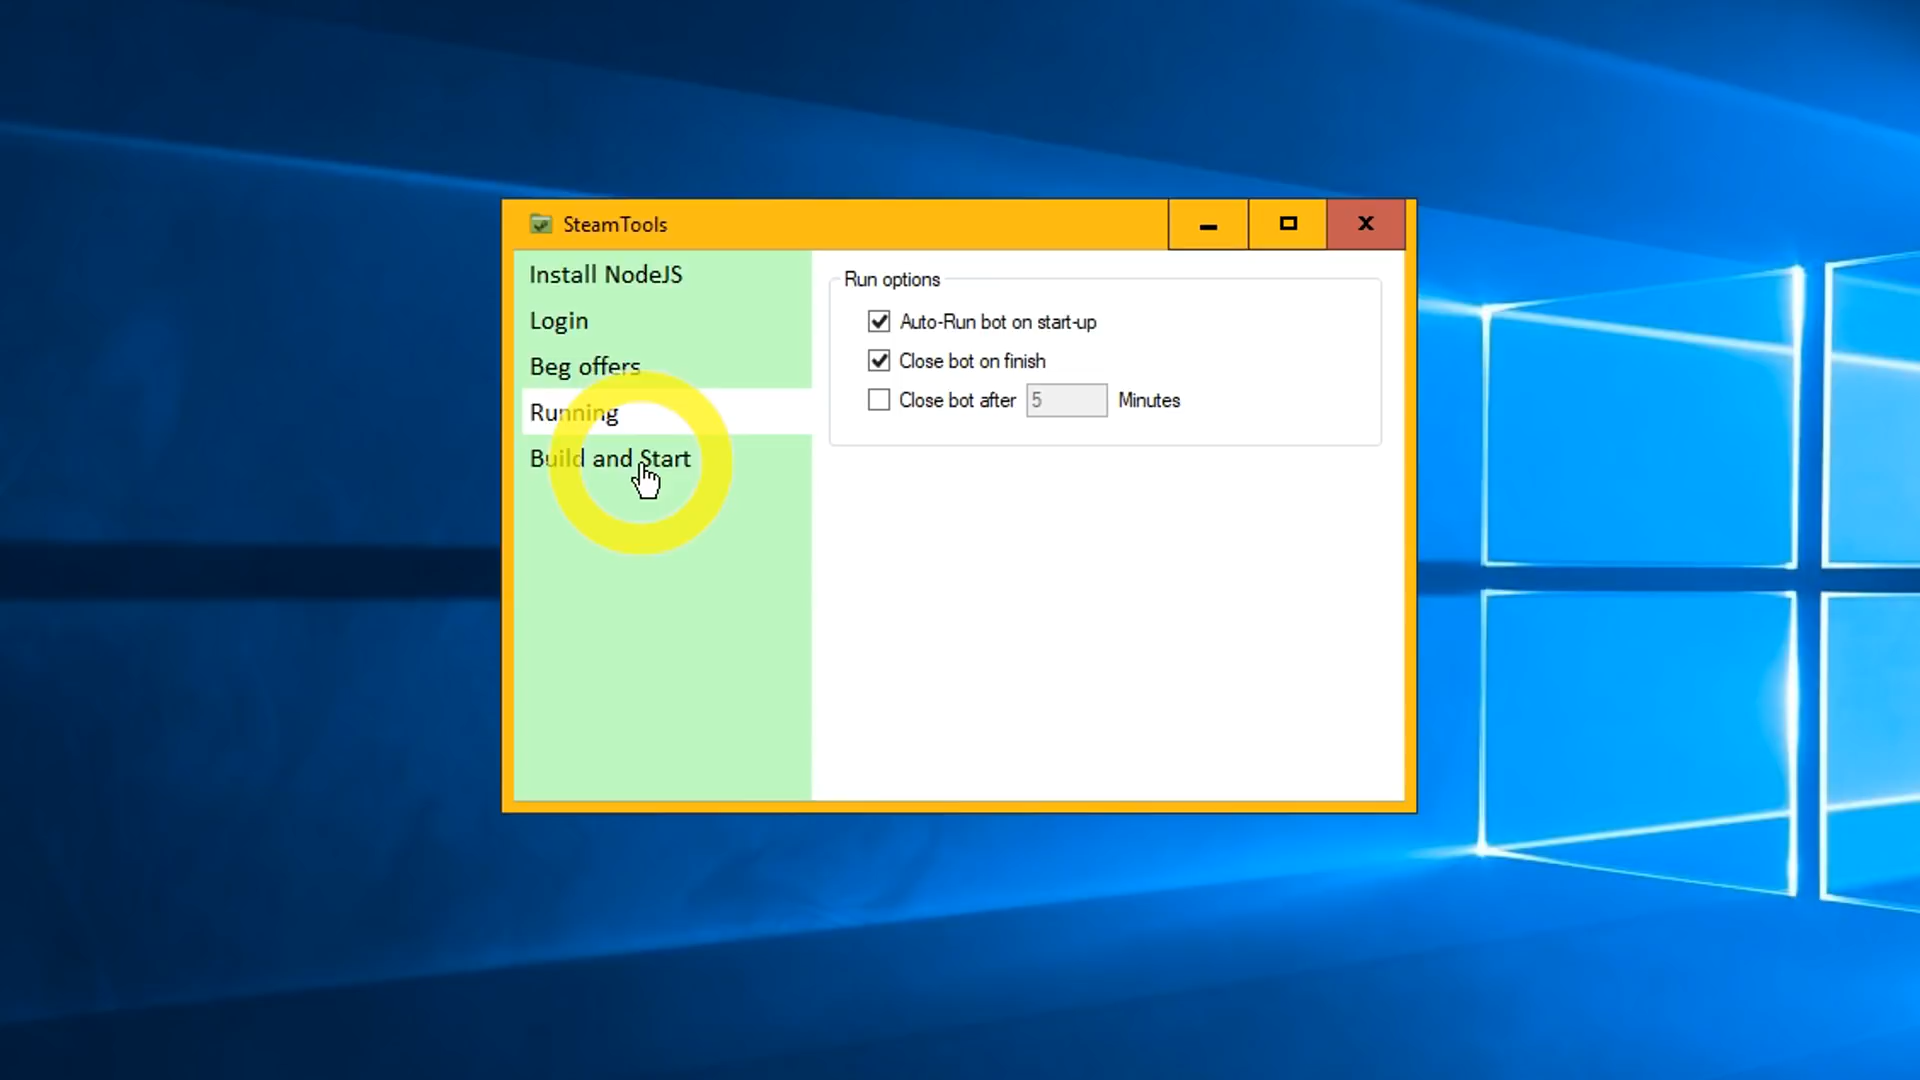 SteamTools
Install NodeJS
Login
Beg offers
Running
Build and Start
Run options
Auto-Run bot on start-up
Close bot on finish
Close bot after 5 Minutes